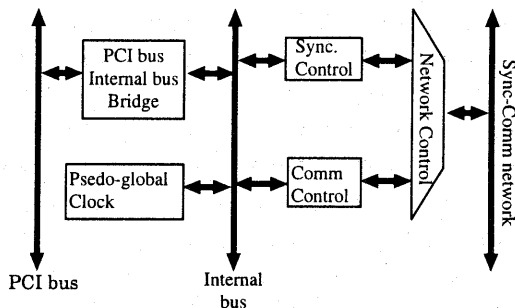 PCI bus
Internal bus
Bridge
Sync.
Control
Network Control
Sync-Comm network
Psedo-global
Clock
Comm
Control
PCI bus
Internal
bus